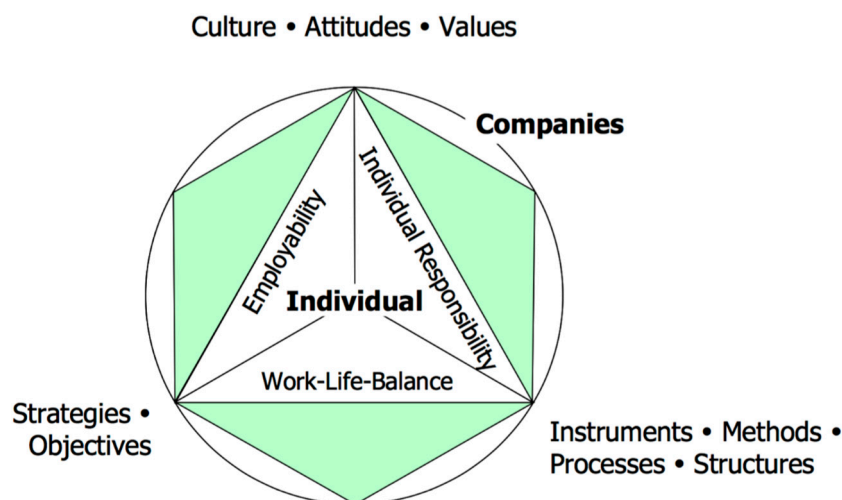 Culture • Attitudes • Values
Companies
Individual Responsibility
Employability
Individual
Work-Life-Balance
Strategies •
Objectives
Instruments • Methods •
Processes • Structures